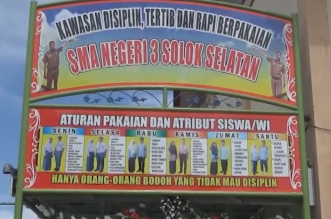 KAWASAN DISIPLIN, TERTIB DAN RAPI BERPAKAIAN
SMA NEGERI 3 SOLOK SELATAN
ATURAN PAKAIAN DAN ATRIBUT SISWA/WI
SENIN SELASA RABU KAMIS JUMAT SABTU
HANYA ORANG-ORANG BODOH YANG TIDAK MAU DISIPLIN